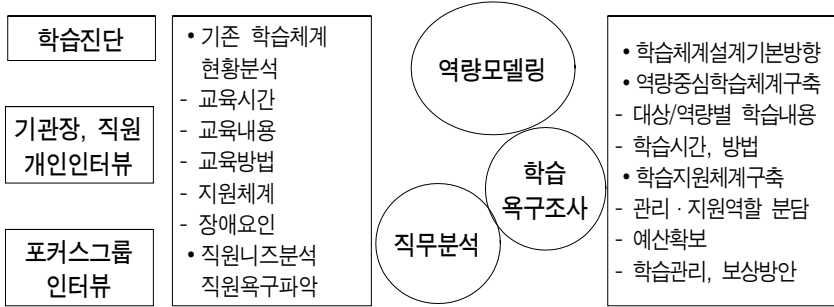 학습진단
기관장, 직원
개인인터뷰
포커스그룹
인터뷰
• 기존 학습체계
현황분석
- 교육시간
- 교육내용
- 교육방법
- 지원체계
- 장애요인
• 직원니즈분석
직원욕구파악
역량모델링
학습
욕구조사
직무분석
• 학습체계설계기본방향
• 역량중심학습체계구축
- 대상/역량별 학습내용
- 학습시간, 방법
• 학습지원체계구축
- 관리 · 지원역할 분담
- 예산확보
- 학습관리, 보상방안